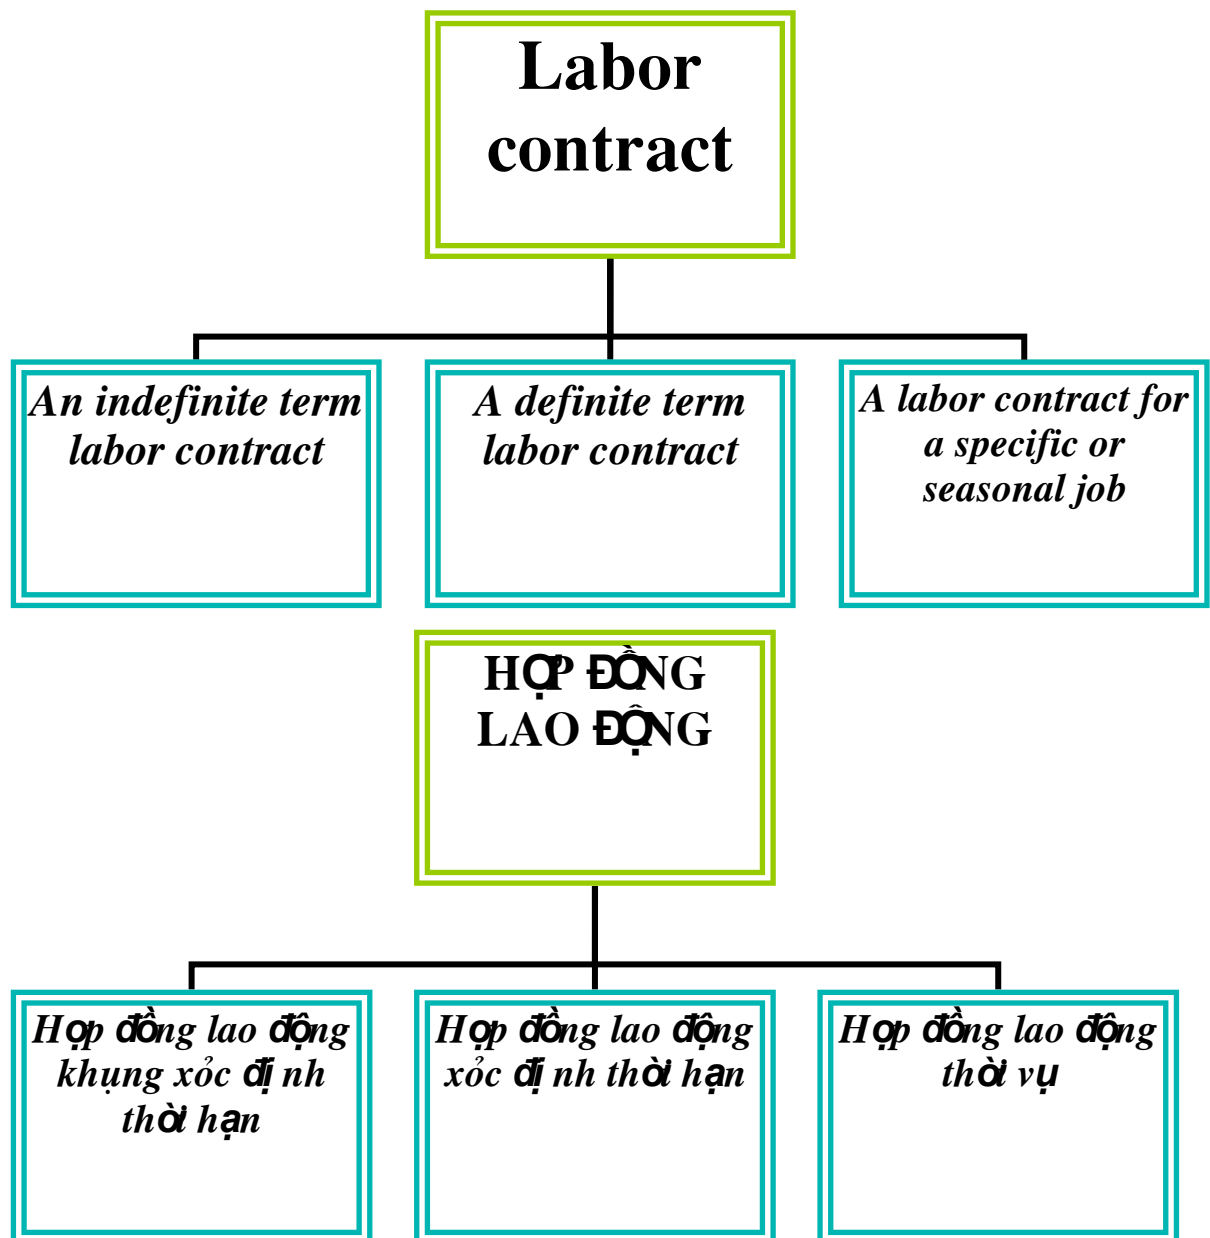 Labor
contract
An indefinite term
labor contract
A definite term
labor contract
A labor contract for
a specific or
seasonal job
HỢP ĐỒNG
LAO ĐỘNG
Hợp đồng lao động
khụng xỏc định
thời hạn
Hợp đồng lao động
xỏc định thời hạn
Hợp đồng lao động
thời vụ